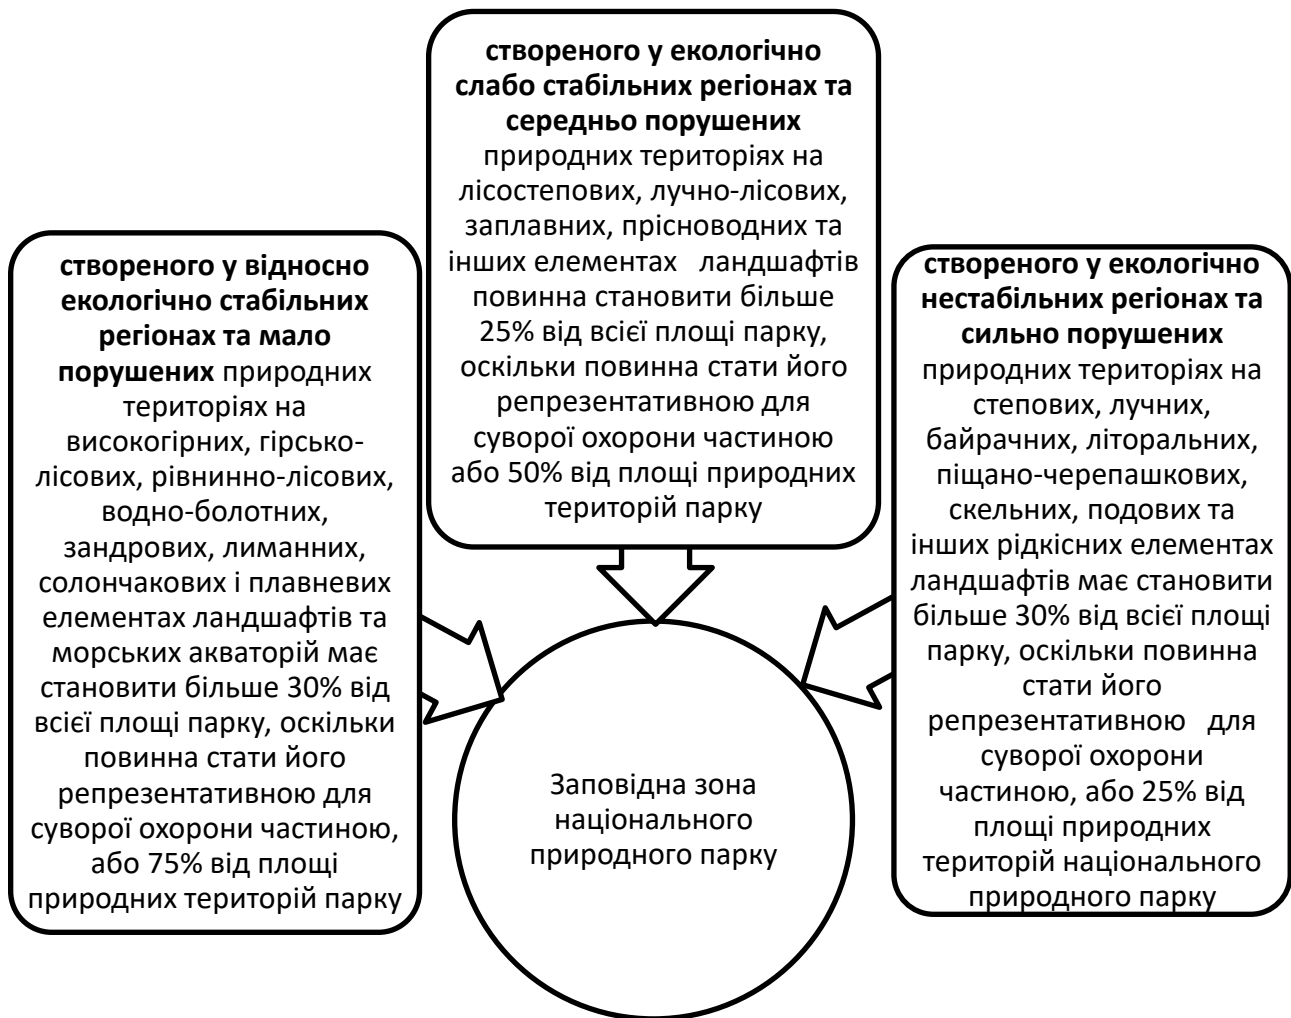 створеного у екологічно
слабо стабільних регіонах та
середньо порушених
природних територіях на
лісостепових, лучно-лісових,
заплавних, прісноводних та
інших елементах ландшафтів
повинна становити більше
25% від всієї площі парку,
оскільки повинна стати його
репрезентативною для
суворої охорони частиною
або 50% від площі природних
територій парку
створеного у відносно
екологічно стабільних
регіонах та мало
порушених природних
територіях на
високогірних, гірсько-
лісових, рівнинно-лісових,
водно-болотних,
зандрових, лиманних,
солончакових і плавневих
елементах ландшафтів та
морських акваторій має
становити більше 30% від
всієї площі парку, оскільки
повинна стати його
репрезентативною для
суворої охорони частиною,
або 75% від площі
природних територій парку
створеного у екологічно
нестабільних регіонах та
сильно порушених
природних територіях на
степових, лучних,
байрачних, літоральних,
піщано-черепашкових,
скельних, подових та
інших рідкісних елементах
ландшафтів має становити
більше 30% від всієї площі
парку, оскільки повинна
стати його
репрезентативною для
суворої охорони
частиною, або 25% від
площі природних
територій національного
природного парку
Заповідна зона
національного
природного парку